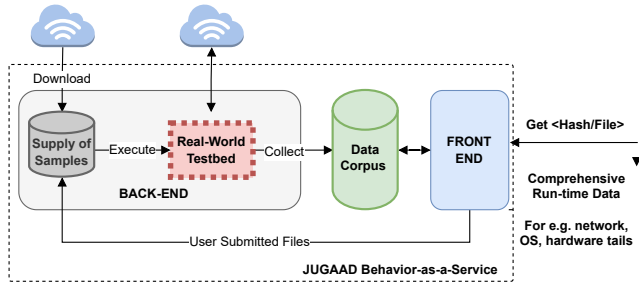 Download
Supply of
Samples
Execute
Real-World
Testbed
Collect
BACK-END
Data
Corpus
FRONT
END
Get <Hash/File>
Comprehensive
Run-time Data
For e.g. network,
OS, hardware tails
User Submitted Files
JUGAAD Behavior-as-a-Service